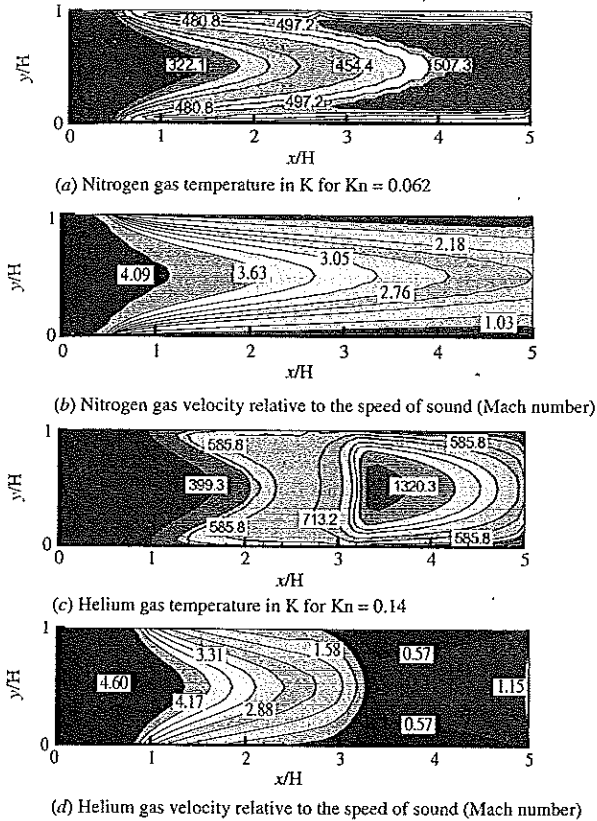 1
480.8
497.2
y/H
322.1
454.4
507.3
480.8
497.2
0
0 1 2 3 4 5
x/H
(a) Nitrogen gas temperature in K for Kn = 0.062
1
2.18
3.05
y/H
4.09
3.63
2.76
1.03
0
0 1 2 3 4 5
x/H
(b) Nitrogen gas velocity relative to the speed of sound (Mach number)
1
585.8
585.8
y/H
399.3
1320.3
713.2
585.8
585.8
0
0 1 2 3 4 5
x/H
(c) Helium gas temperature in K for Kn = 0.14
1
3.31
1.58
0.57
y/H
4.60
4.17
2.88
1.15
0.57
0
0 1 2 3 4 5
x/H
(d) Helium gas velocity relative to the speed of sound (Mach number)